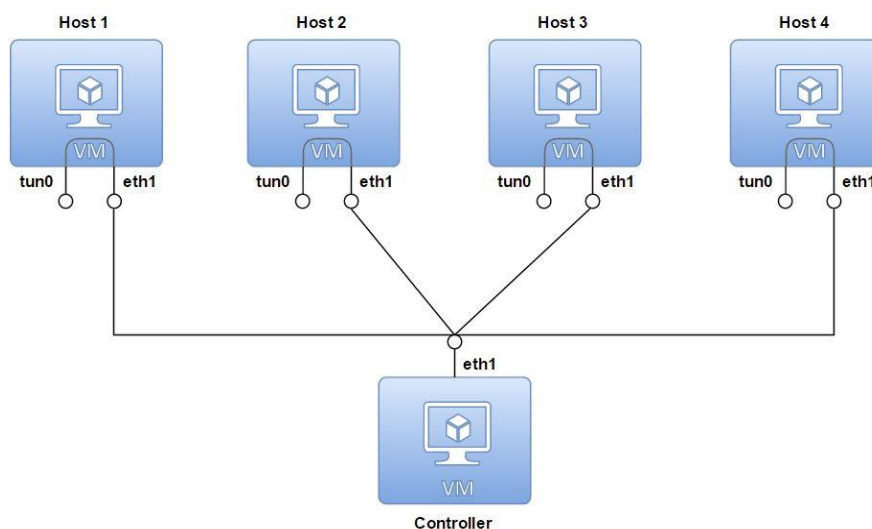 Host 1
Host 2
Host 3
Host 4
VM
VM
VM
VM
tun0
eth1
tun0
eth1
tun0
eth1
tun0
eth1
eth1
VM
Controller